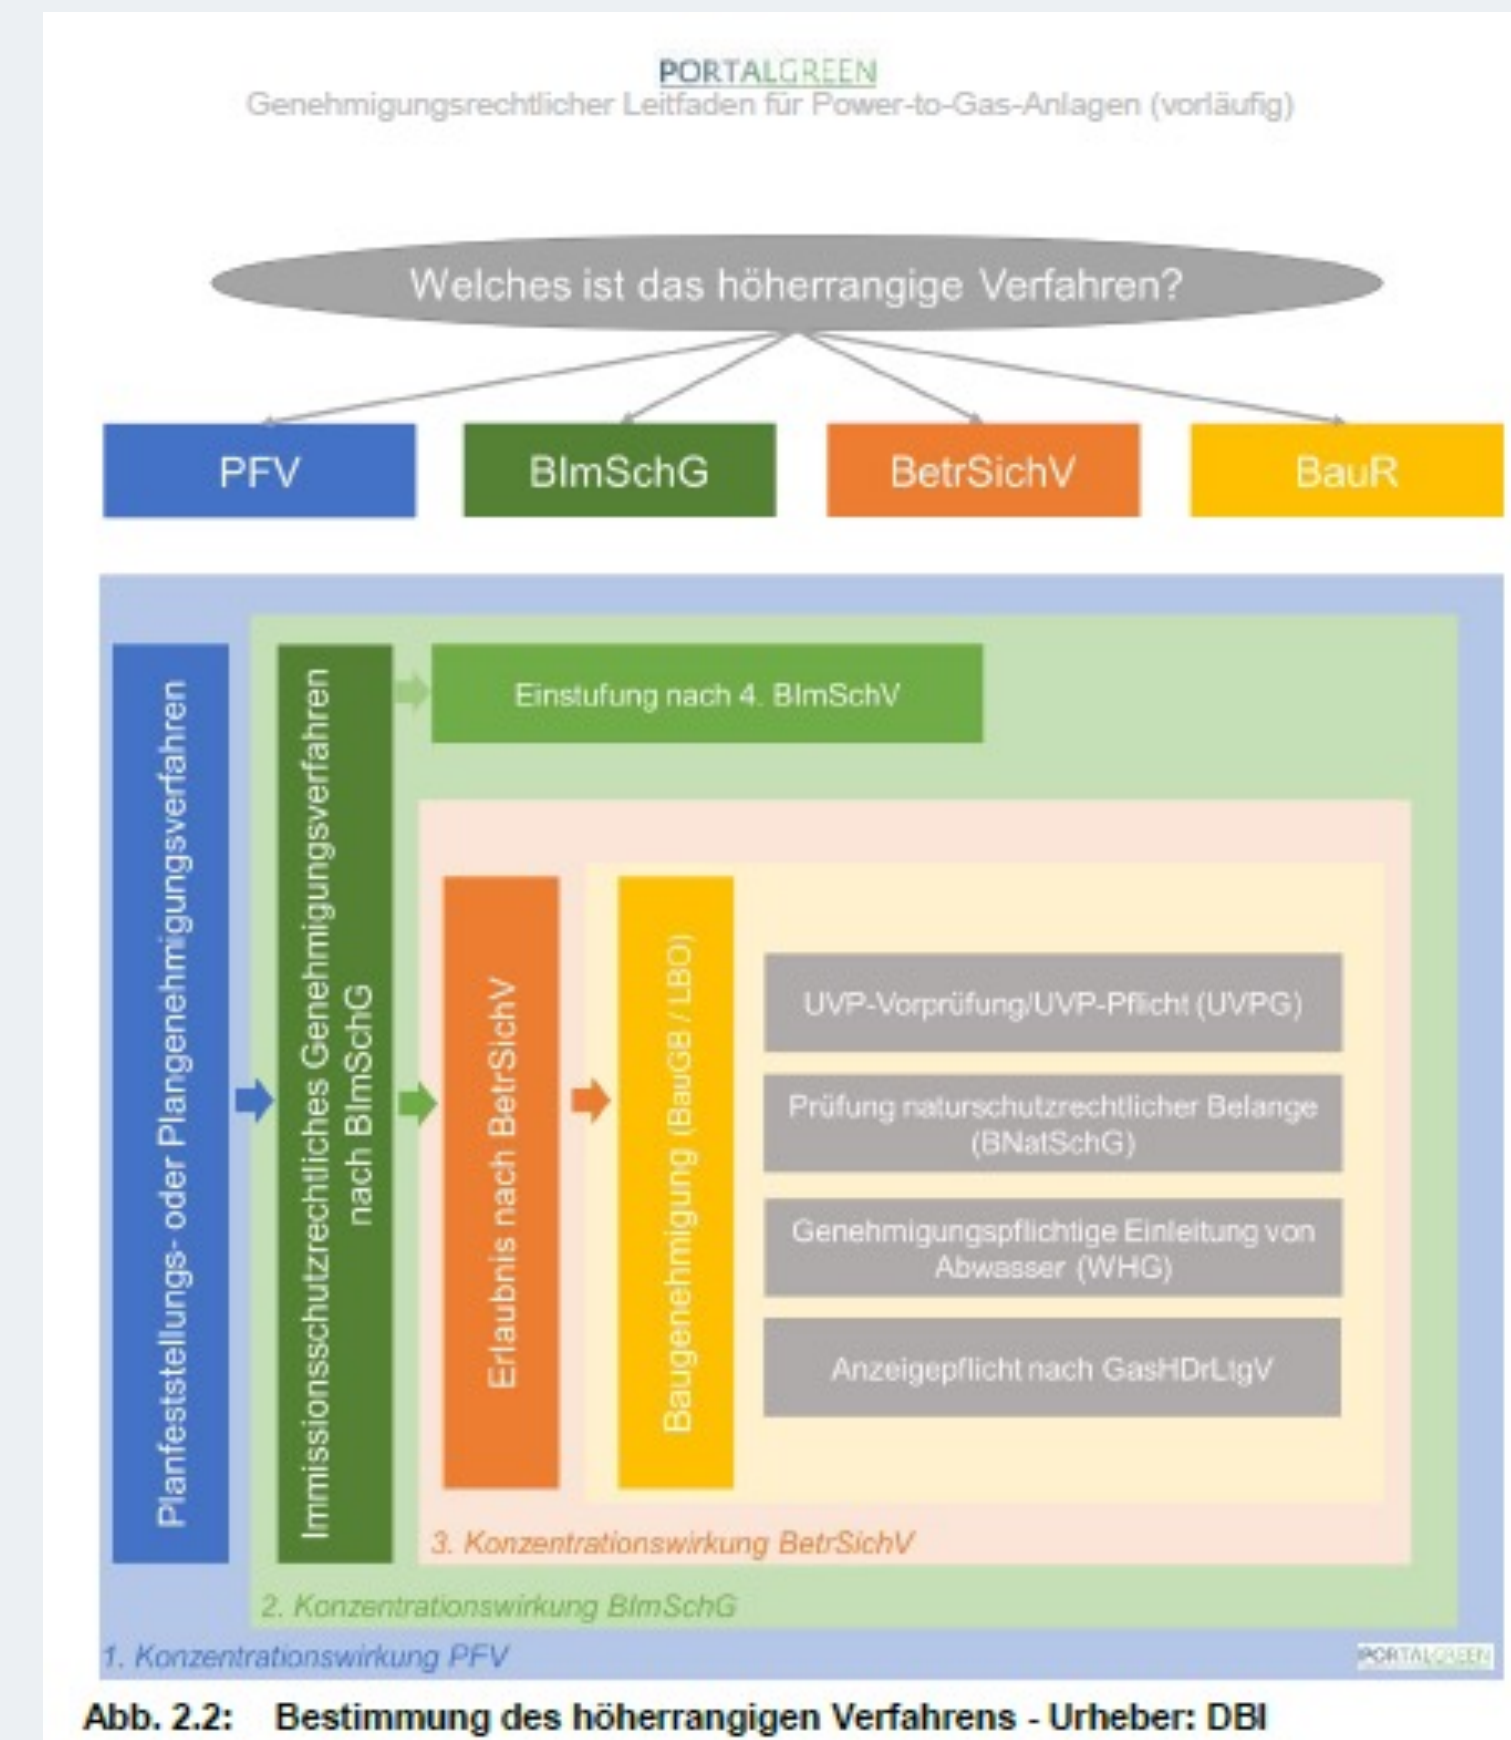 PORTALGREEN
Genehmigungsrechtlicher Leitfaden für Power-to-Gas-Anlagen (vorläufig)
Welches ist das höherrangige Verfahren?
PFV
BImSchG
BetrSichV
BauR
Planfeststellungs- oder Plangenehmigungsverfahren
Immissionsschutzrechtliches Genehmigungsverfahren
nach BImSchG
Einstufung nach 4. BImSchV
Erlaubnis nach BetrSichV
Baugenehmigung (BauGB / LBO)
UVP-Vorprüfung/UVP-Pflicht (UVPG)
Prüfung naturschutzrechtlicher Belange
(BNatSchG)
Genehmigungspflichtige Einleitung von
Abwasser (WHG)
Anzeigepflicht nach GasHDrLtgV
3. Konzentrationswirkung BetrSichV
2. Konzentrationswirkung BImSchG
1. Konzentrationswirkung PFV
PORTALGREEN
Abb. 2.2: Bestimmung des höherrangigen Verfahrens - Urheber: DBI